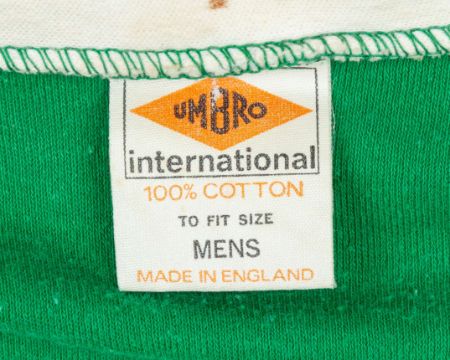 UMBRO
international
100% COTTON
TO FIT SIZE
MENS
MADE IN ENGLAND